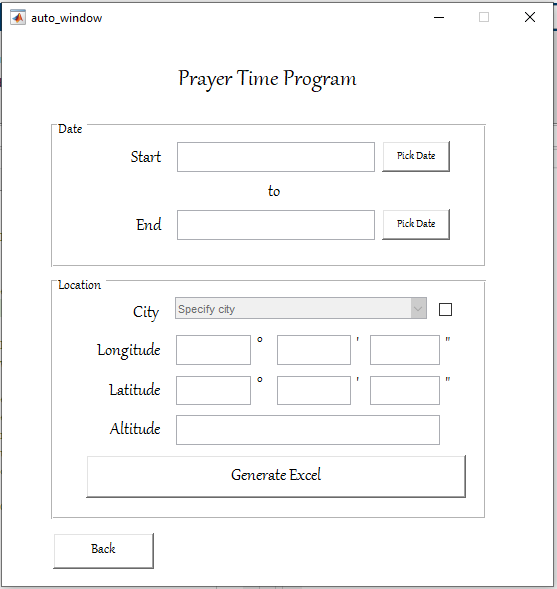 auto_window
Prayer Time Program
Date
Start Pick Date
to
End Pick Date
Location
City Specify city
Longitude ° ' "
Latitude ° ' "
Altitude
Generate Excel
Back